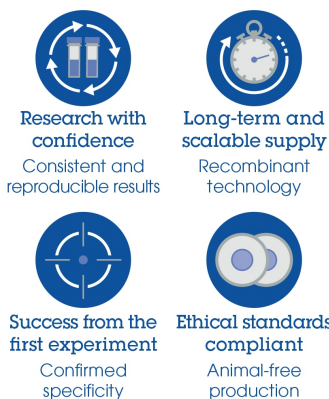 Research with
confidence
Consistent and
reproducible results
Long-term and
scalable supply
Recombinant
technology
Success from the
first experiment
Confirmed
specificity
Ethical standards
compliant
Animal-free
production